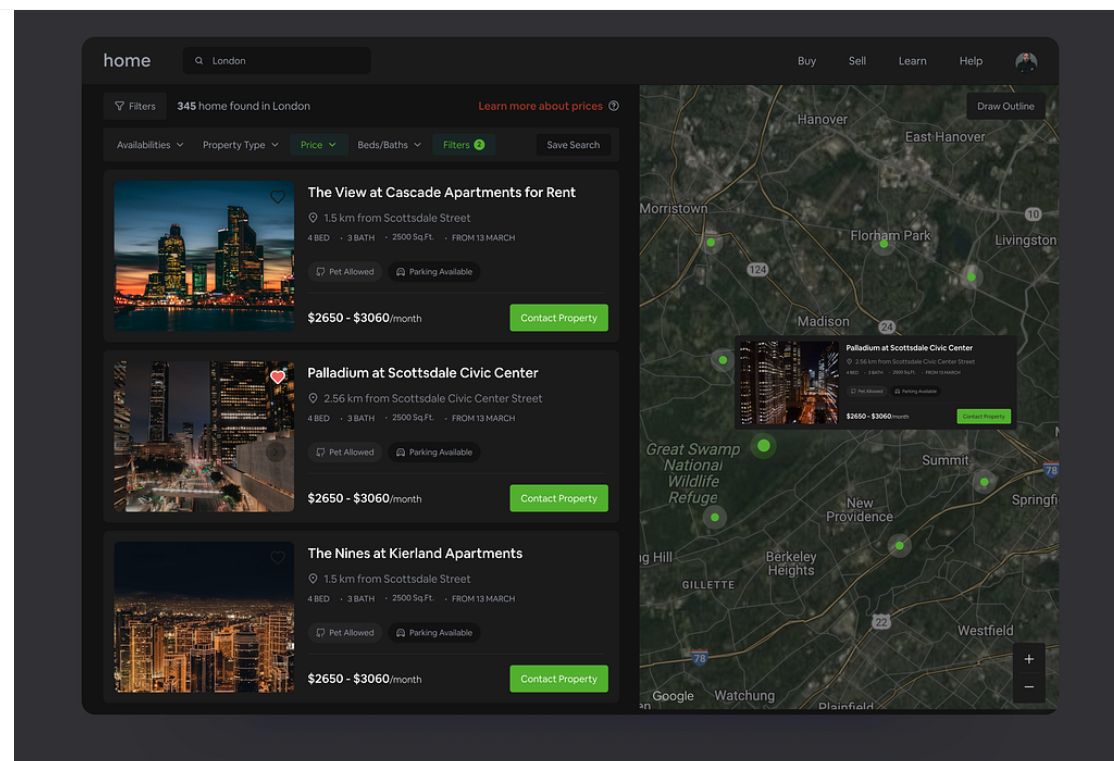 home
London
Buy Sell Learn Help
Filters
345 home found in London
Learn more about prices
Availabilities Property Type Price Beds/Baths Filters 2 Save Search
The View at Cascade Apartments for Rent
1.5 km from Scottsdale Street
4 BED · 3 BATH · 2500 Sq.Ft. · FROM 13 MARCH
Pet Allowed Parking Available
$2650 - $3060/month Contact Property
Palladium at Scottsdale Civic Center
2.56 km from Scottsdale Civic Center Street
4 BED · 3 BATH · 2500 Sq.Ft. · FROM 13 MARCH
Pet Allowed Parking Available
$2650 - $3060/month Contact Property
The Nines at Kierland Apartments
1.5 km from Scottsdale Street
4 BED · 3 BATH · 2500 Sq.Ft. · FROM 13 MARCH
Pet Allowed Parking Available
$2650 - $3060/month Contact Property
Draw Outline
Hanover
East Hanover
Morristown
10
Florham Park
Livingston
124
Madison
24
Palladium at Scottsdale Civic Center
2.56 km from Scottsdale Civic Center Street
4 BED · 3 BATH · 2500 Sq.Ft. · FROM 13 MARCH
Pet Allowed Parking Available
$2650 - $3060/month Contact Property
Great Swamp
National
Wildlife
Refuge
Summit
78
New
Providence
Springfi
ng Hill
Berkeley
Heights
GILLETTE
22
Westfield
78
+
−
Google
Watchung
en
Plainfield